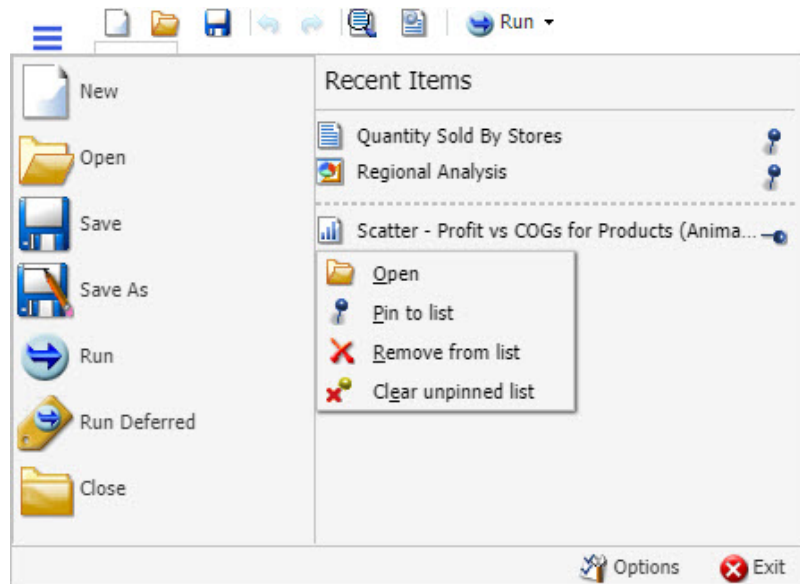 Run
New
Open
Save
Save As
Run
Run Deferred
Close
Recent Items
Quantity Sold By Stores
Regional Analysis
Scatter - Profit vs COGs for Products (Anima...
Open
Pin to list
Remove from list
Clear unpinned list
Options
Exit